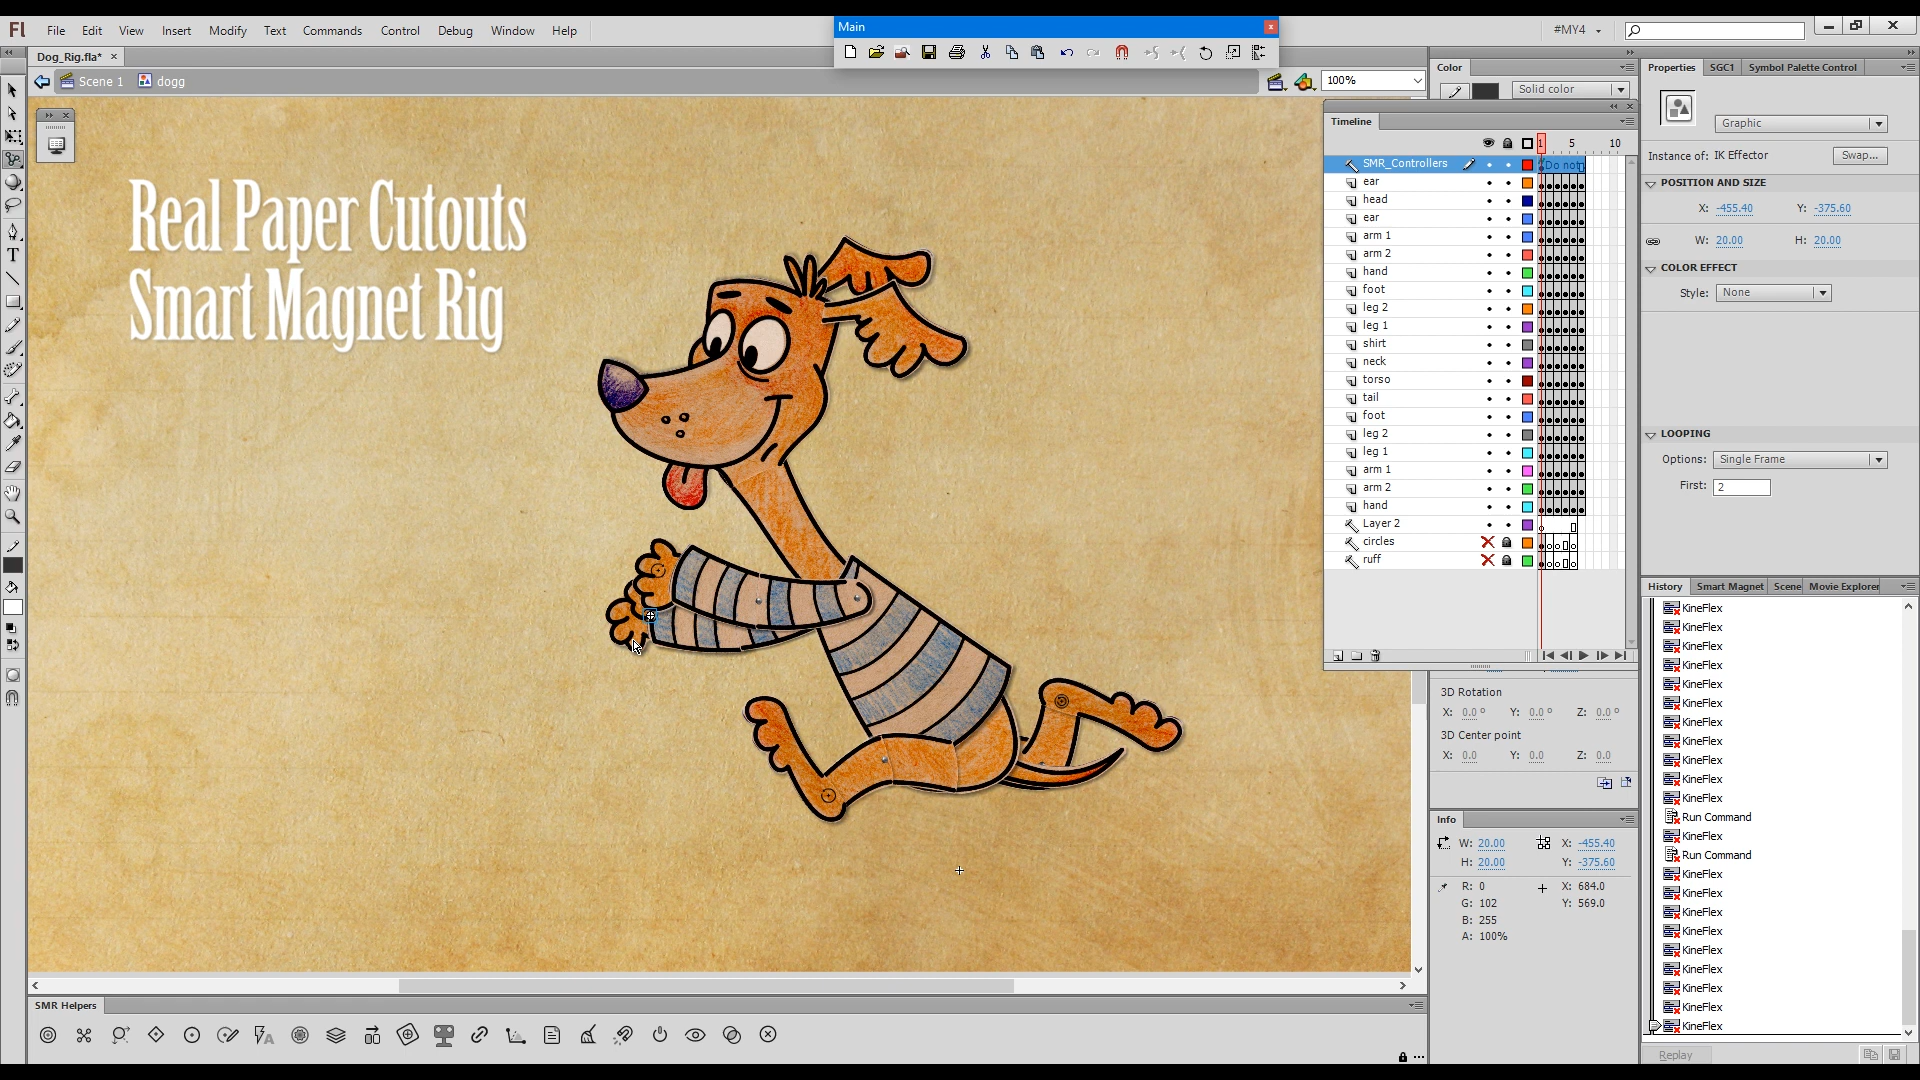 Main
Fl File Edit View Insert Modify Text Commands Control Debug Window Help
#MY4
Dog_Rig.fla*
Scene 1 dogg
100%
Real Paper Cutouts
Smart Magnet Rig
Color
Solid color
Timeline
1 5 10
SMR_Controllers Do not
ear
head
ear
arm 1
arm 2
hand
foot
leg 2
leg 1
shirt
neck
torso
tail
foot
leg 2
leg 1
arm 1
arm 2
hand
Layer 2
circles
ruff
3D Rotation
X: 0.0 ° Y: 0.0 ° Z: 0.0 °
3D Center point
X: 0.0 Y: 0.0 Z: 0.0
Info
W: 20.00 X: -455.40
H: 20.00 Y: -375.60
R: 0 X: 684.0
G: 102 Y: 569.0
B: 255
A: 100%
Properties SGC1 Symbol Palette Control
Graphic
Instance of: IK Effector Swap...
POSITION AND SIZE
X: -455.40 Y: -375.60
W: 20.00 H: 20.00
COLOR EFFECT
Style: None
LOOPING
Options: Single Frame
First: 2
History Smart Magnet Scene Movie Explorer
KineFlex
KineFlex
KineFlex
KineFlex
KineFlex
KineFlex
KineFlex
KineFlex
KineFlex
KineFlex
KineFlex
Run Command
KineFlex
Run Command
KineFlex
KineFlex
KineFlex
KineFlex
KineFlex
KineFlex
KineFlex
KineFlex
KineFlex
Replay
SMR Helpers